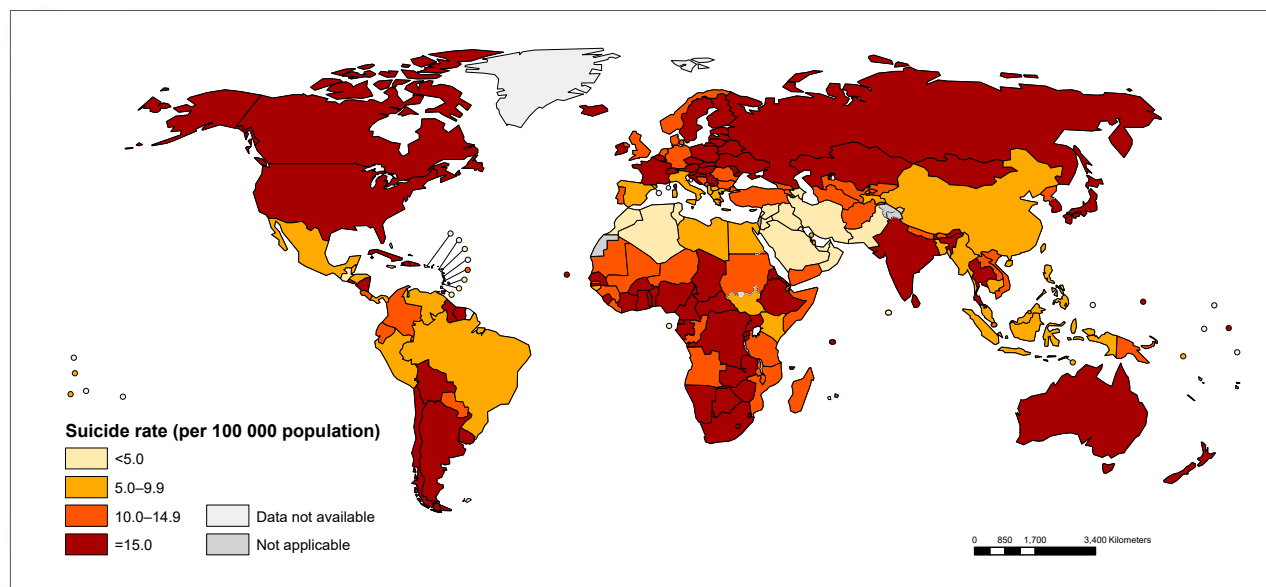 Suicide rate (per 100 000 population)
<5.0
5.0–9.9
10.0–14.9
=15.0
Data not available
Not applicable
0 850 1,700 3,400 Kilometers